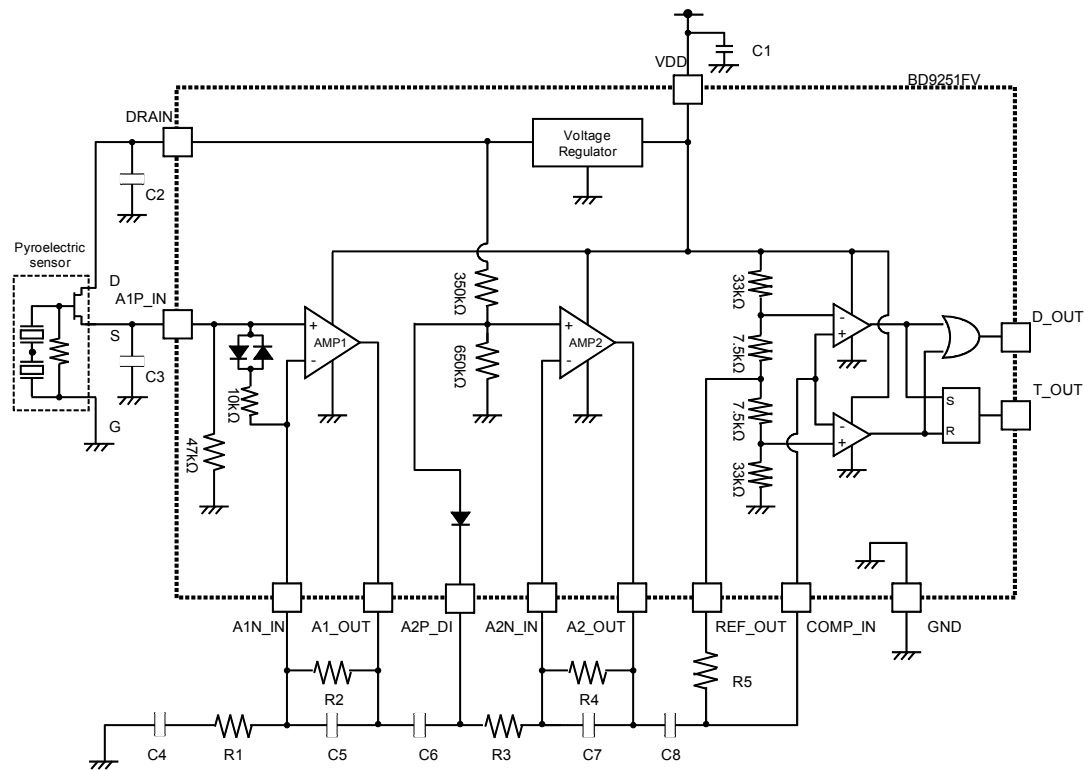 C1
VDD
BD9251FV
DRAIN
Voltage
Regulator
C2
Pyroelectric
sensor
D
A1P_IN
S
C3
G
350kΩ
650kΩ
33kΩ
7.5kΩ
7.5kΩ
33kΩ
+
-
AMP1
+
-
AMP2
-
+
-
+
10kΩ
47kΩ
D_OUT
T_OUT
S
R
A1N_IN
A1_OUT
A2P_DI
A2N_IN
A2_OUT
REF_OUT
COMP_IN
GND
R2
R4
R5
C4
R1
C5
C6
R3
C7
C8